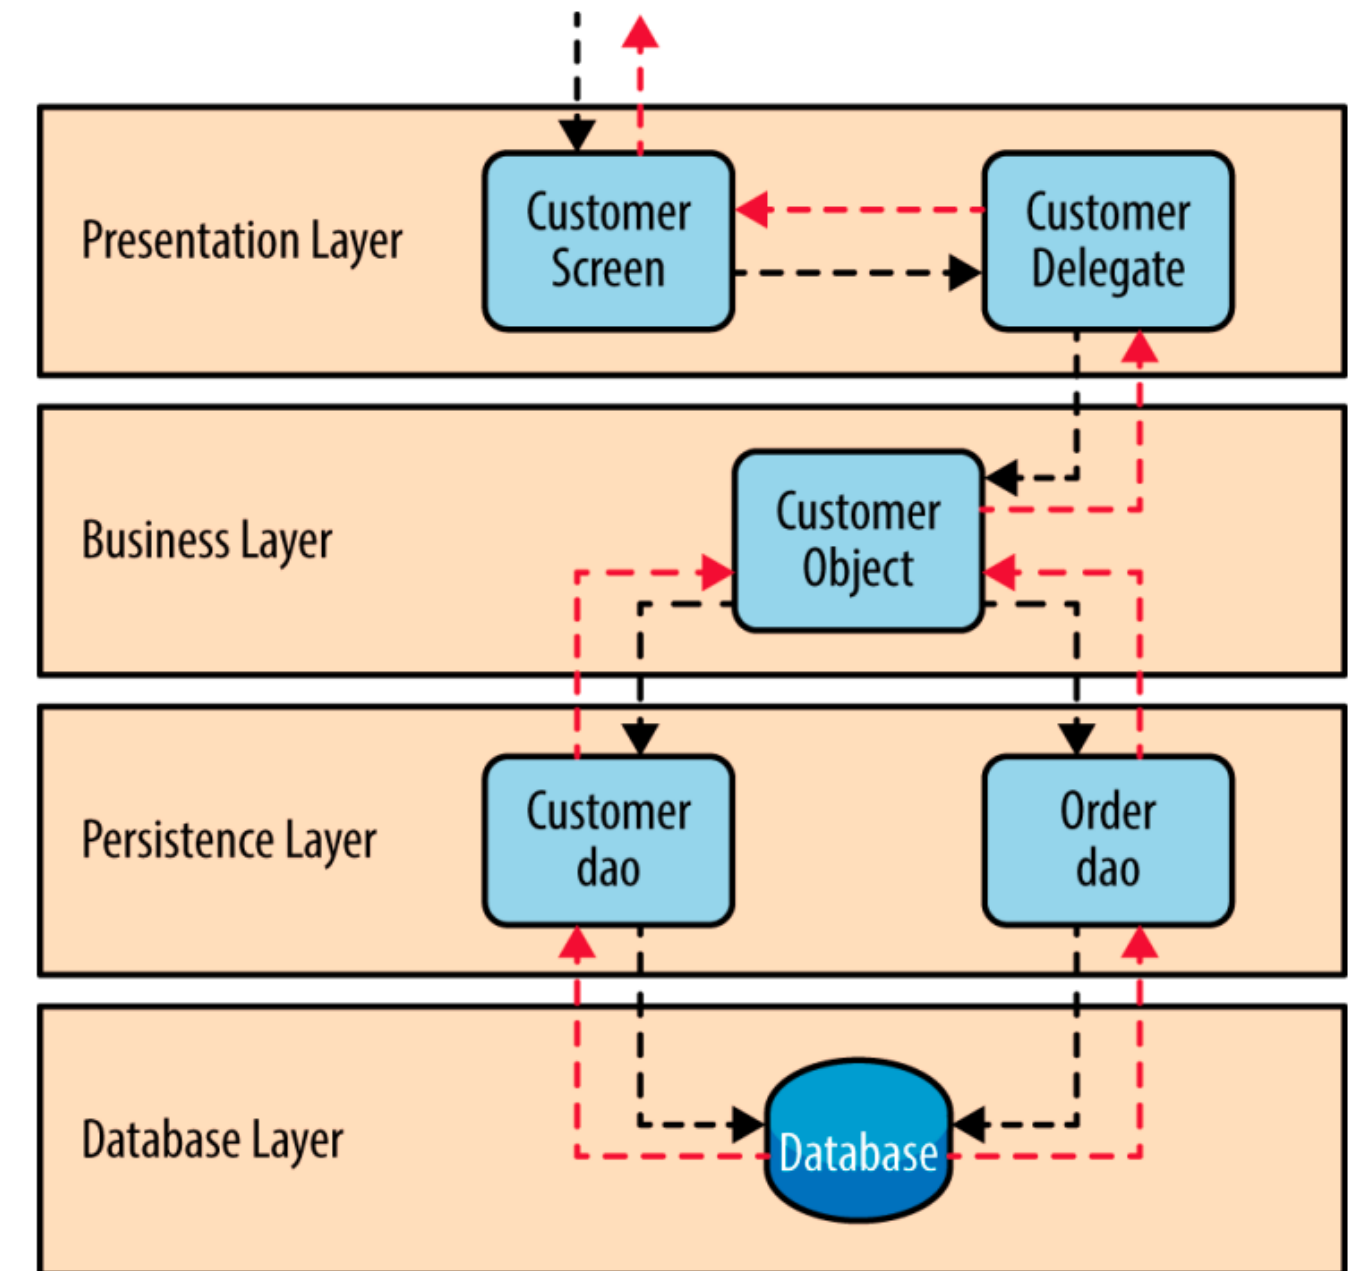 Presentation Layer
Customer
Screen
Customer
Delegate
Business Layer
Customer
Object
Persistence Layer
Customer
dao
Order
dao
Database Layer
Database